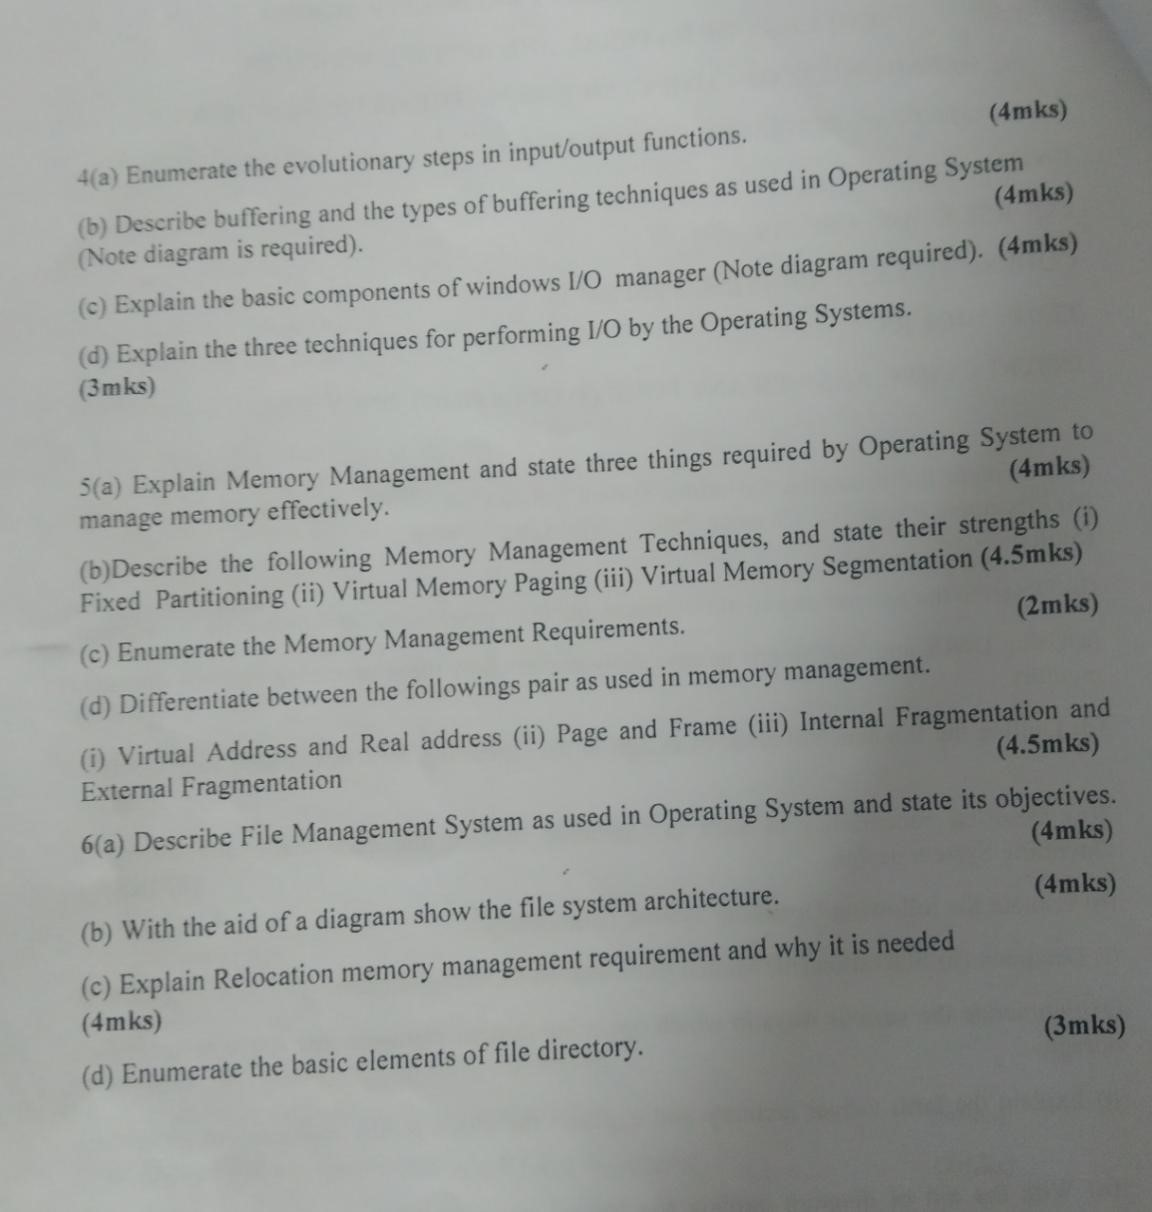 (4mks)
4(a) Enumerate the evolutionary steps in input/output functions.
(b) Describe buffering and the types of buffering techniques as used in Operating System
(Note diagram is required). (4mks)
(c) Explain the basic components of windows I/O manager (Note diagram required). (4mks)
(d) Explain the three techniques for performing I/O by the Operating Systems.
(3mks)
5(a) Explain Memory Management and state three things required by Operating System to
manage memory effectively. (4mks)
(b)Describe the following Memory Management Techniques, and state their strengths (i)
Fixed Partitioning (ii) Virtual Memory Paging (iii) Virtual Memory Segmentation (4.5mks)
(c) Enumerate the Memory Management Requirements. (2mks)
(d) Differentiate between the followings pair as used in memory management.
(i) Virtual Address and Real address (ii) Page and Frame (iii) Internal Fragmentation and
External Fragmentation (4.5mks)
6(a) Describe File Management System as used in Operating System and state its objectives.
(4mks)
(b) With the aid of a diagram show the file system architecture. (4mks)
(c) Explain Relocation memory management requirement and why it is needed
(4mks)
(d) Enumerate the basic elements of file directory. (3mks)